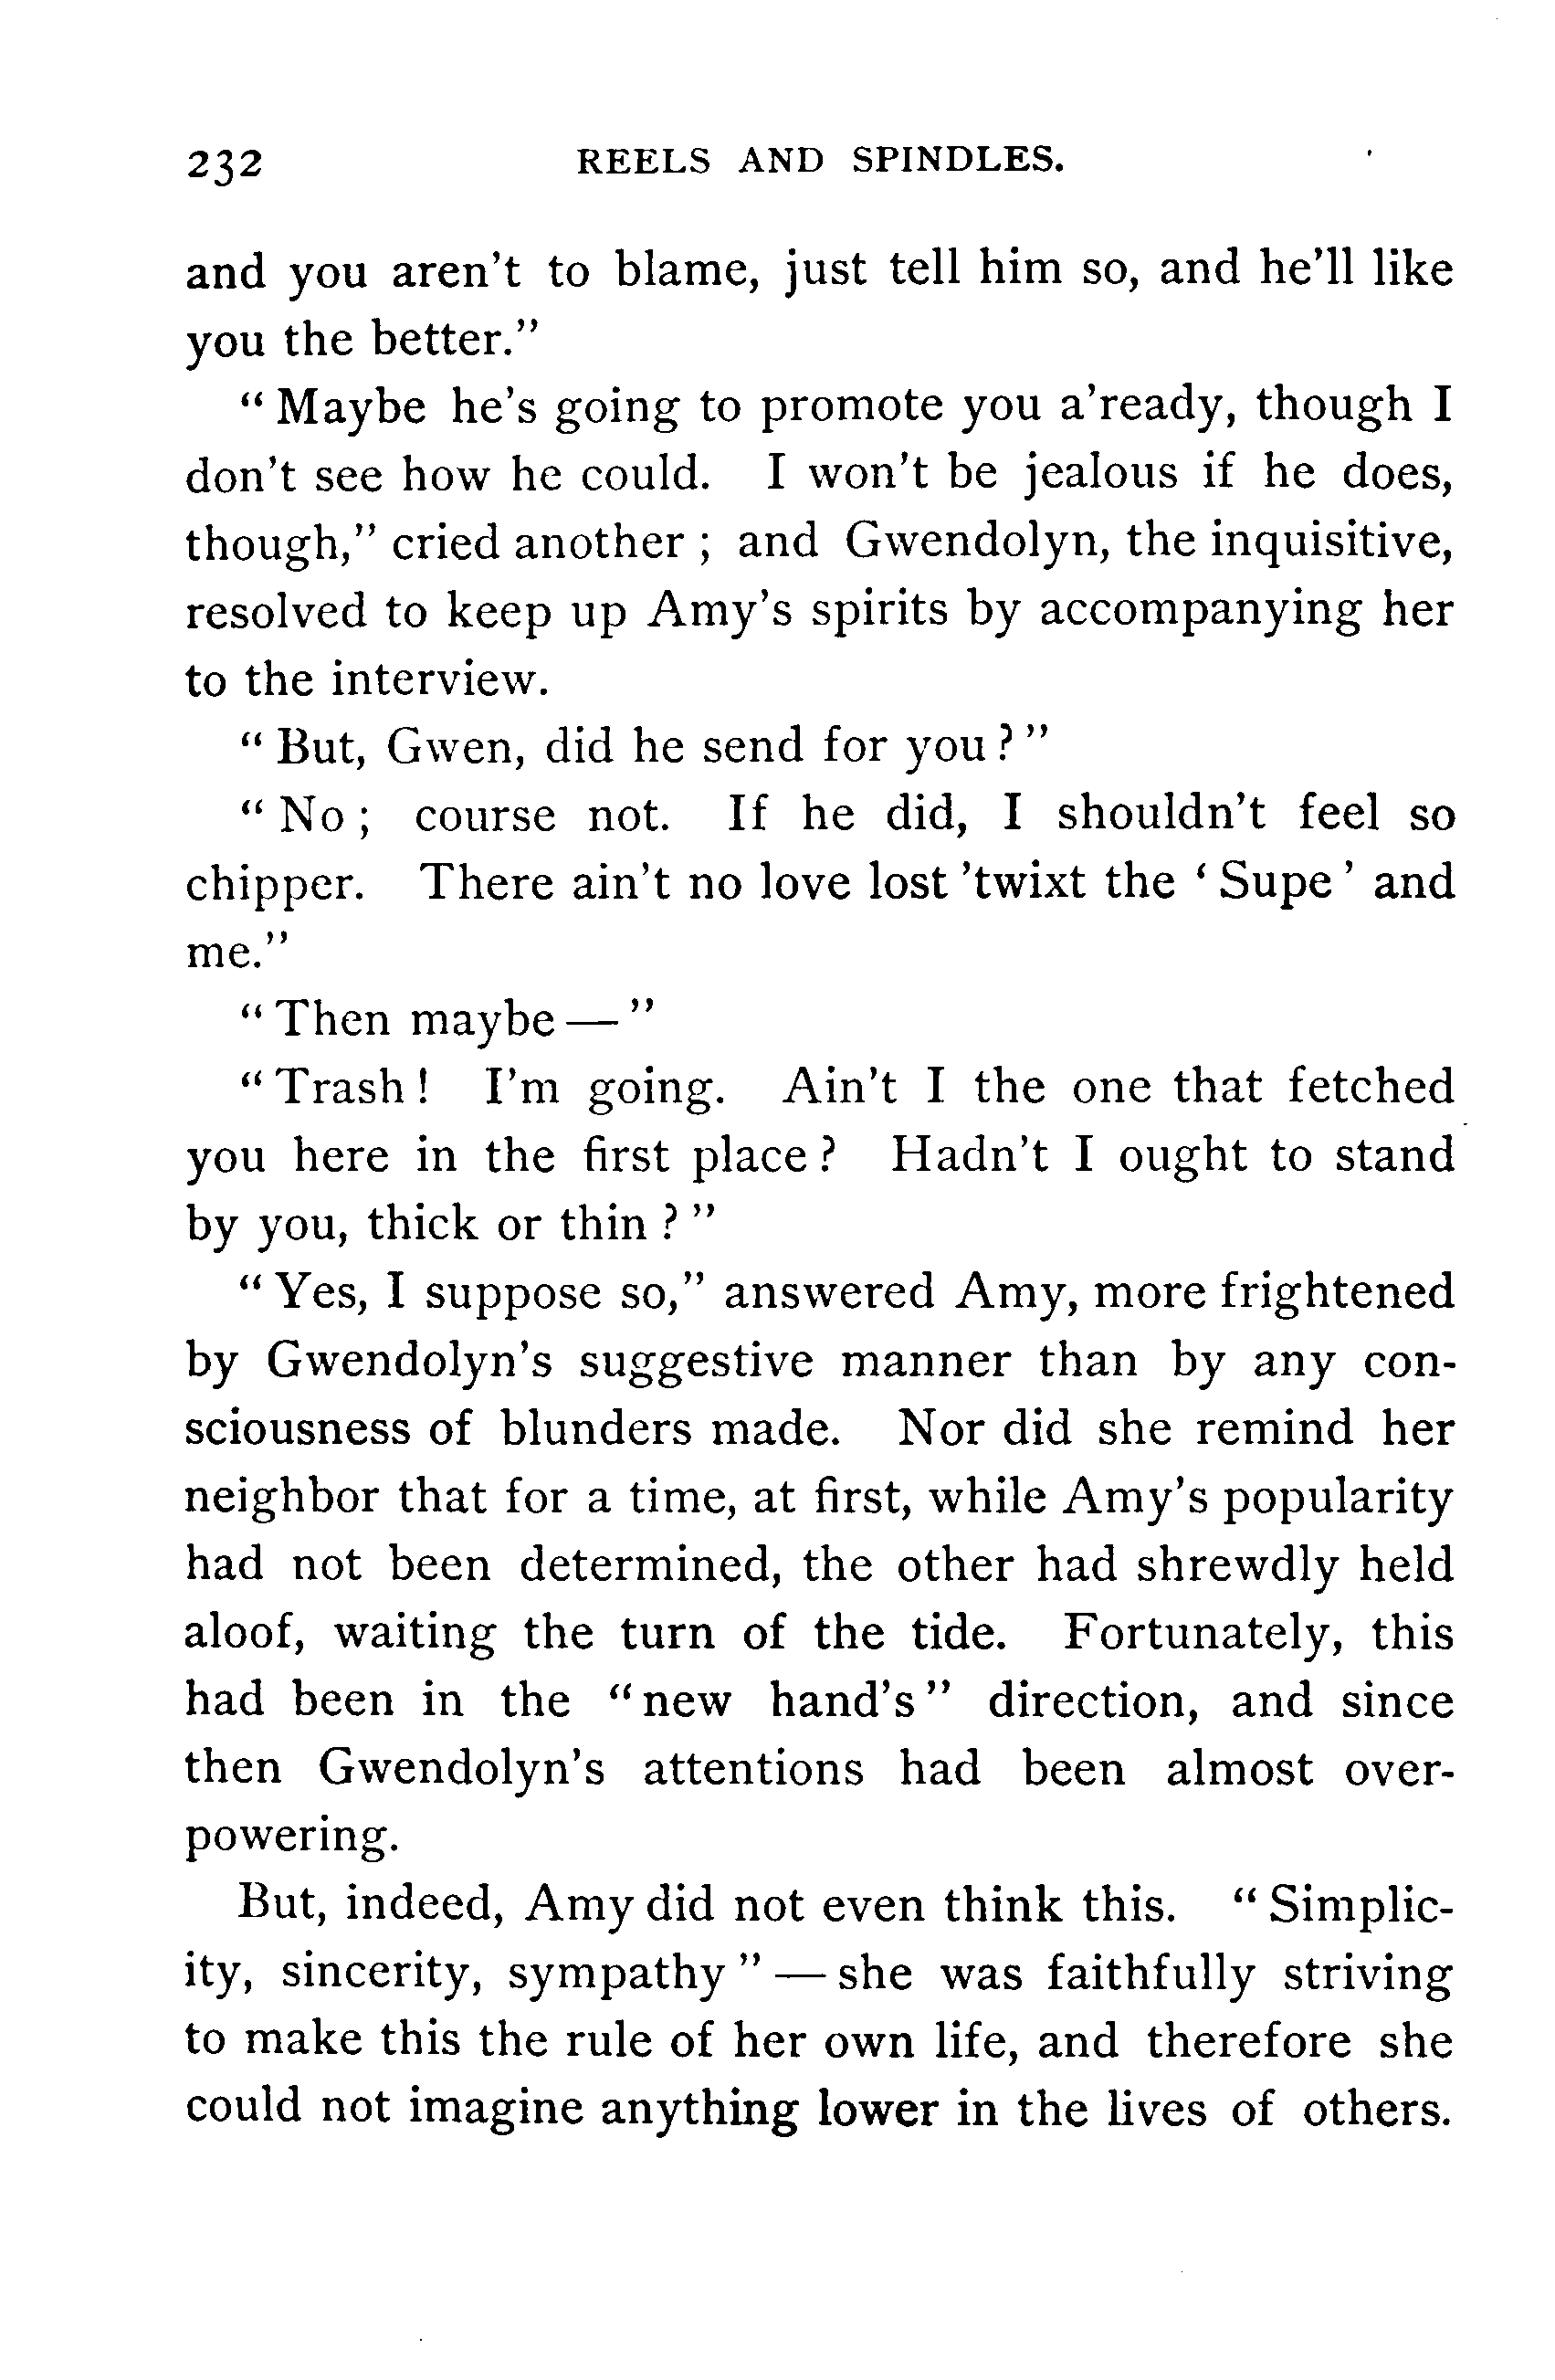 232 REELS AND SPINDLES.
and you aren't to blame, just tell him so, and he'll like
you the better."
"Maybe he's going to promote you a'ready, though I
don't see how he could. I won't be jealous if he does,
though," cried another; and Gwendolyn, the inquisitive,
resolved to keep up Amy's spirits by accompanying her
to the interview.
"But, Gwen, did he send for you?"
"No; course not. If he did, I shouldn't feel so
chipper. There ain't no love lost 'twixt the 'Supe' and
me."
"Then maybe—"
"Trash! I'm going. Ain't I the one that fetched
you here in the first place? Hadn't I ought to stand
by you, thick or thin?"
"Yes, I suppose so," answered Amy, more frightened
by Gwendolyn's suggestive manner than by any con-
sciousness of blunders made. Nor did she remind her
neighbor that for a time, at first, while Amy's popularity
had not been determined, the other had shrewdly held
aloof, waiting the turn of the tide. Fortunately, this
had been in the "new hand's" direction, and since
then Gwendolyn's attentions had been almost over-
powering.
But, indeed, Amy did not even think this. "Simplic-
ity, sincerity, sympathy"—she was faithfully striving
to make this the rule of her own life, and therefore she
could not imagine anything lower in the lives of others.